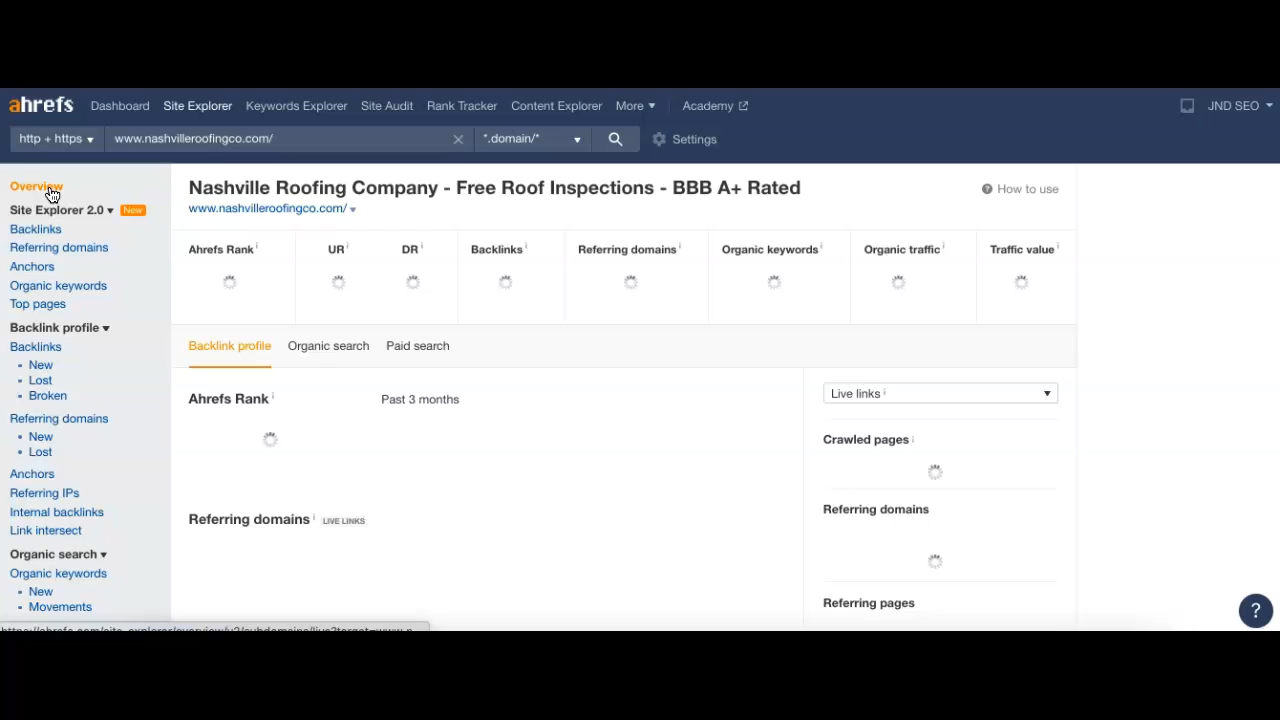 ahrefs Dashboard Site Explorer Keywords Explorer Site Audit Rank Tracker Content Explorer More Academy JND SEO
http + https www.nashvilleroofingco.com/ *.domain/* Settings
Overview
Site Explorer 2.0 New
Backlinks
Referring domains
Anchors
Organic keywords
Top pages
Backlink profile
Backlinks
New
Lost
Broken
Referring domains
New
Lost
Anchors
Referring IPs
Internal backlinks
Link intersect
Organic search
Organic keywords
New
Movements
Nashville Roofing Company - Free Roof Inspections - BBB A+ Rated
How to use
www.nashvilleroofingco.com/
Ahrefs Rank i UR i DR i Backlinks i Referring domains i Organic keywords i Organic traffic i Traffic value i
Backlink profile Organic search Paid search
Ahrefs Rank i Past 3 months
Referring domains i LIVE LINKS
Live links i
Crawled pages i
Referring domains
Referring pages
?